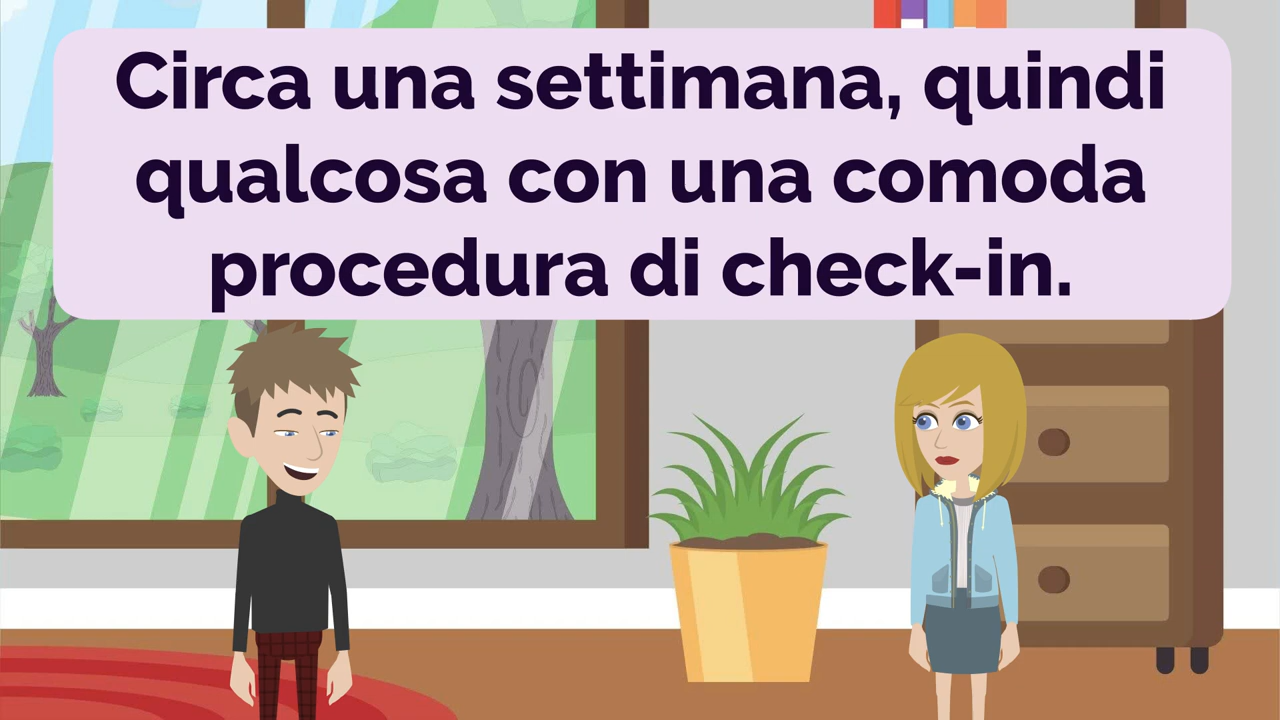 Circa una settimana, quindi
qualcosa con una comoda
procedura di check-in.